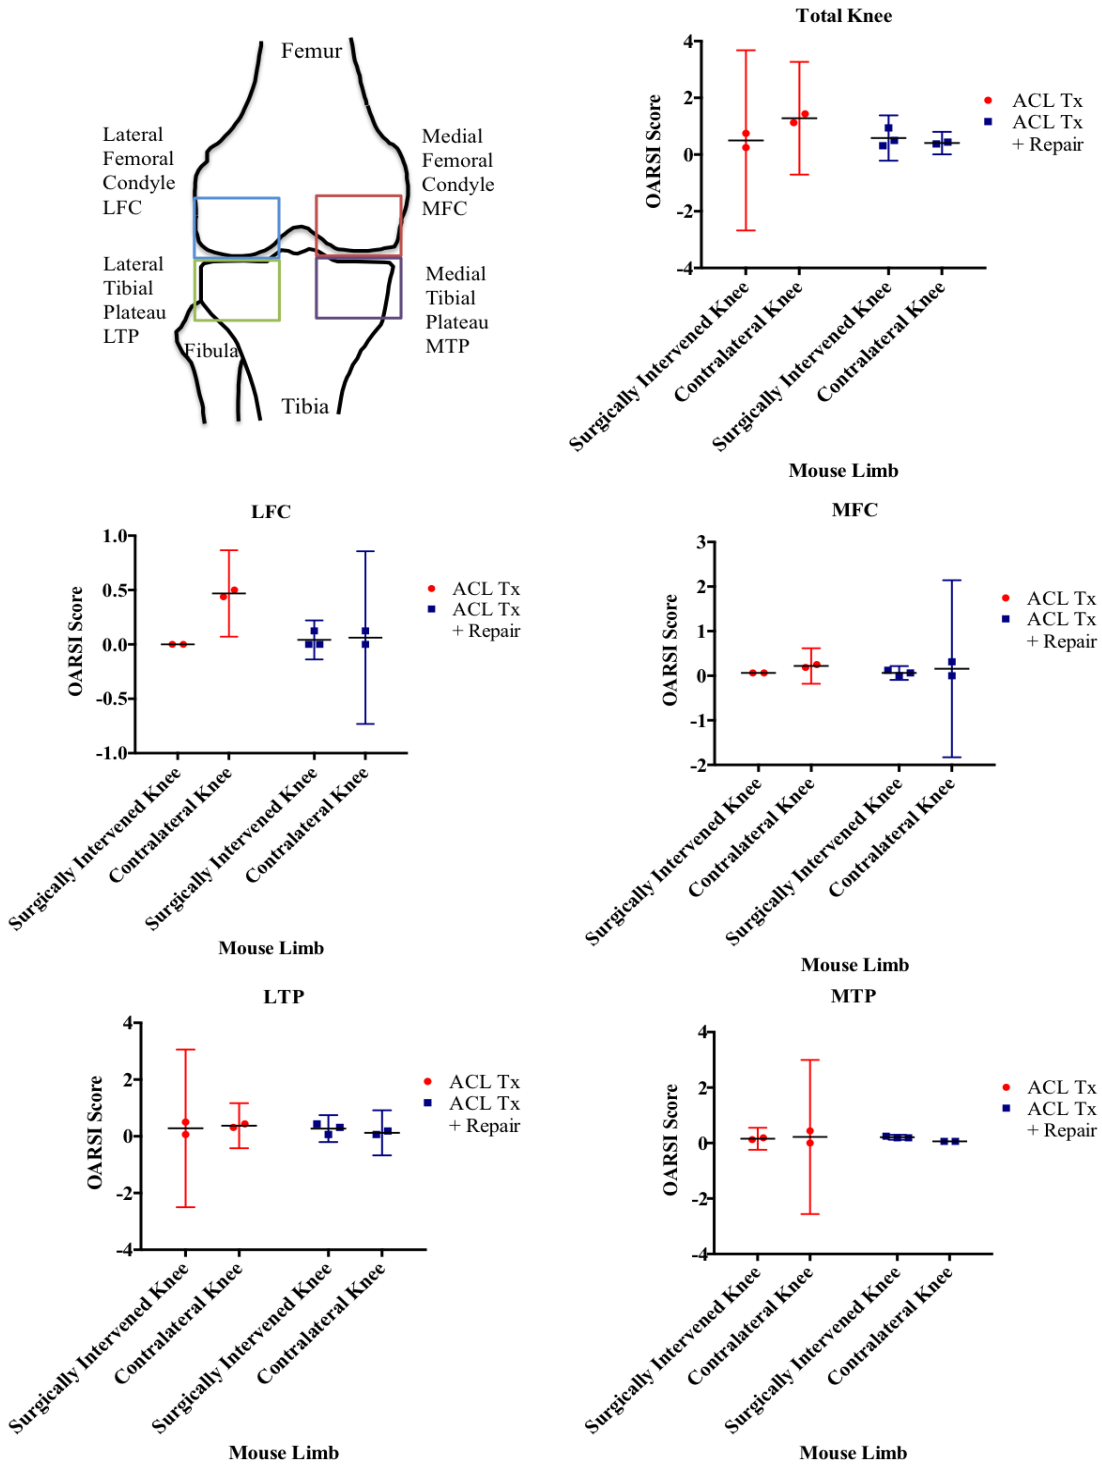 Femur
Lateral
Femoral
Condyle
LFC
Medial
Femoral
Condyle
MFC
Lateral
Tibial
Plateau
LTP
Medial
Tibial
Plateau
MTP
Fibula
Tibia
Total Knee
OARSI Score
4
2
0
-2
-4
Surgically Intervened Knee
Contralateral Knee
Surgically Intervened Knee
Contralateral Knee
Mouse Limb
ACL Tx
ACL Tx
+ Repair
LFC
OARSI Score
1.0
0.5
0.0
-0.5
-1.0
Surgically Intervened Knee
Contralateral Knee
Surgically Intervened Knee
Contralateral Knee
Mouse Limb
ACL Tx
ACL Tx
+ Repair
MFC
OARSI Score
3
2
1
0
-1
-2
Surgically Intervened Knee
Contralateral Knee
Surgically Intervened Knee
Contralateral Knee
Mouse Limb
ACL Tx
ACL Tx
+ Repair
LTP
OARSI Score
4
2
0
-2
-4
Surgically Intervened Knee
Contralateral Knee
Surgically Intervened Knee
Contralateral Knee
Mouse Limb
ACL Tx
ACL Tx
+ Repair
MTP
OARSI Score
4
2
0
-2
-4
Surgically Intervened Knee
Contralateral Knee
Surgically Intervened Knee
Contralateral Knee
Mouse Limb
ACL Tx
ACL Tx
+ Repair